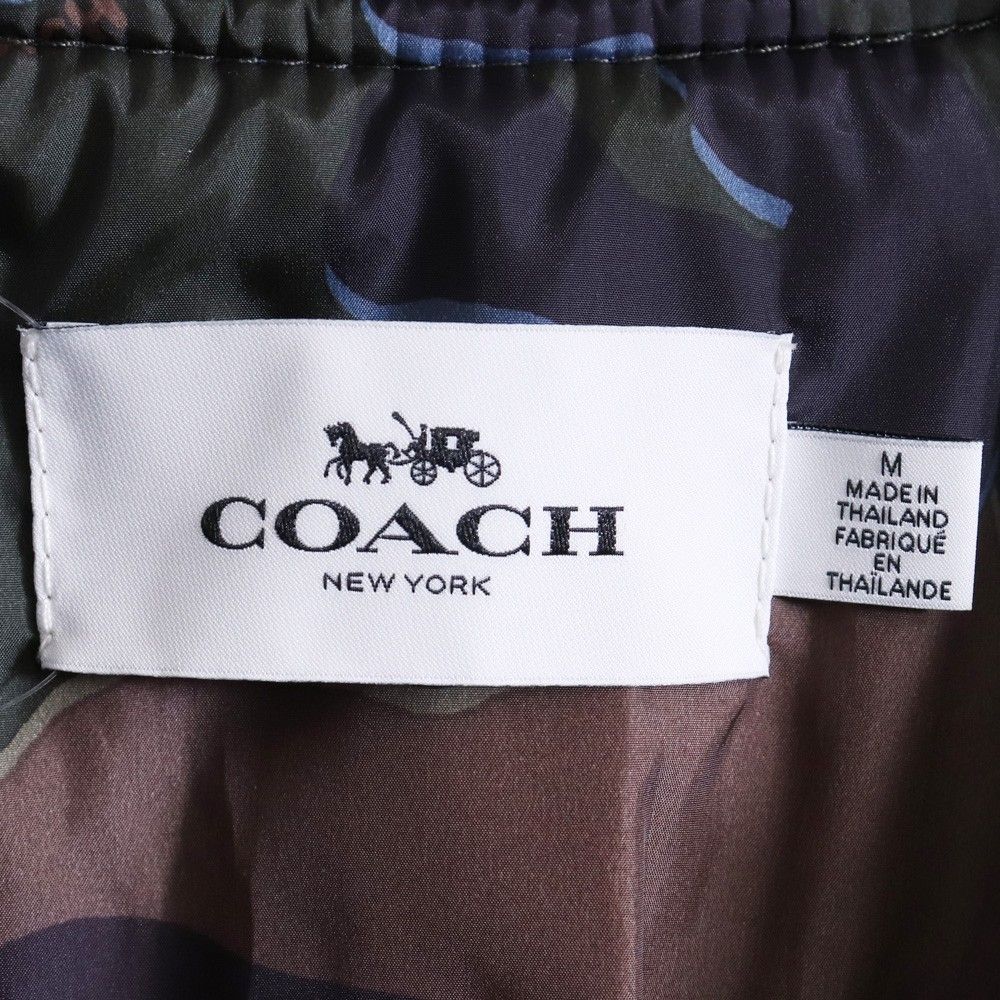 COACH
NEW YORK
M
MADE IN
THAILAND
FABRIQUÉ
EN
THAÏLANDE